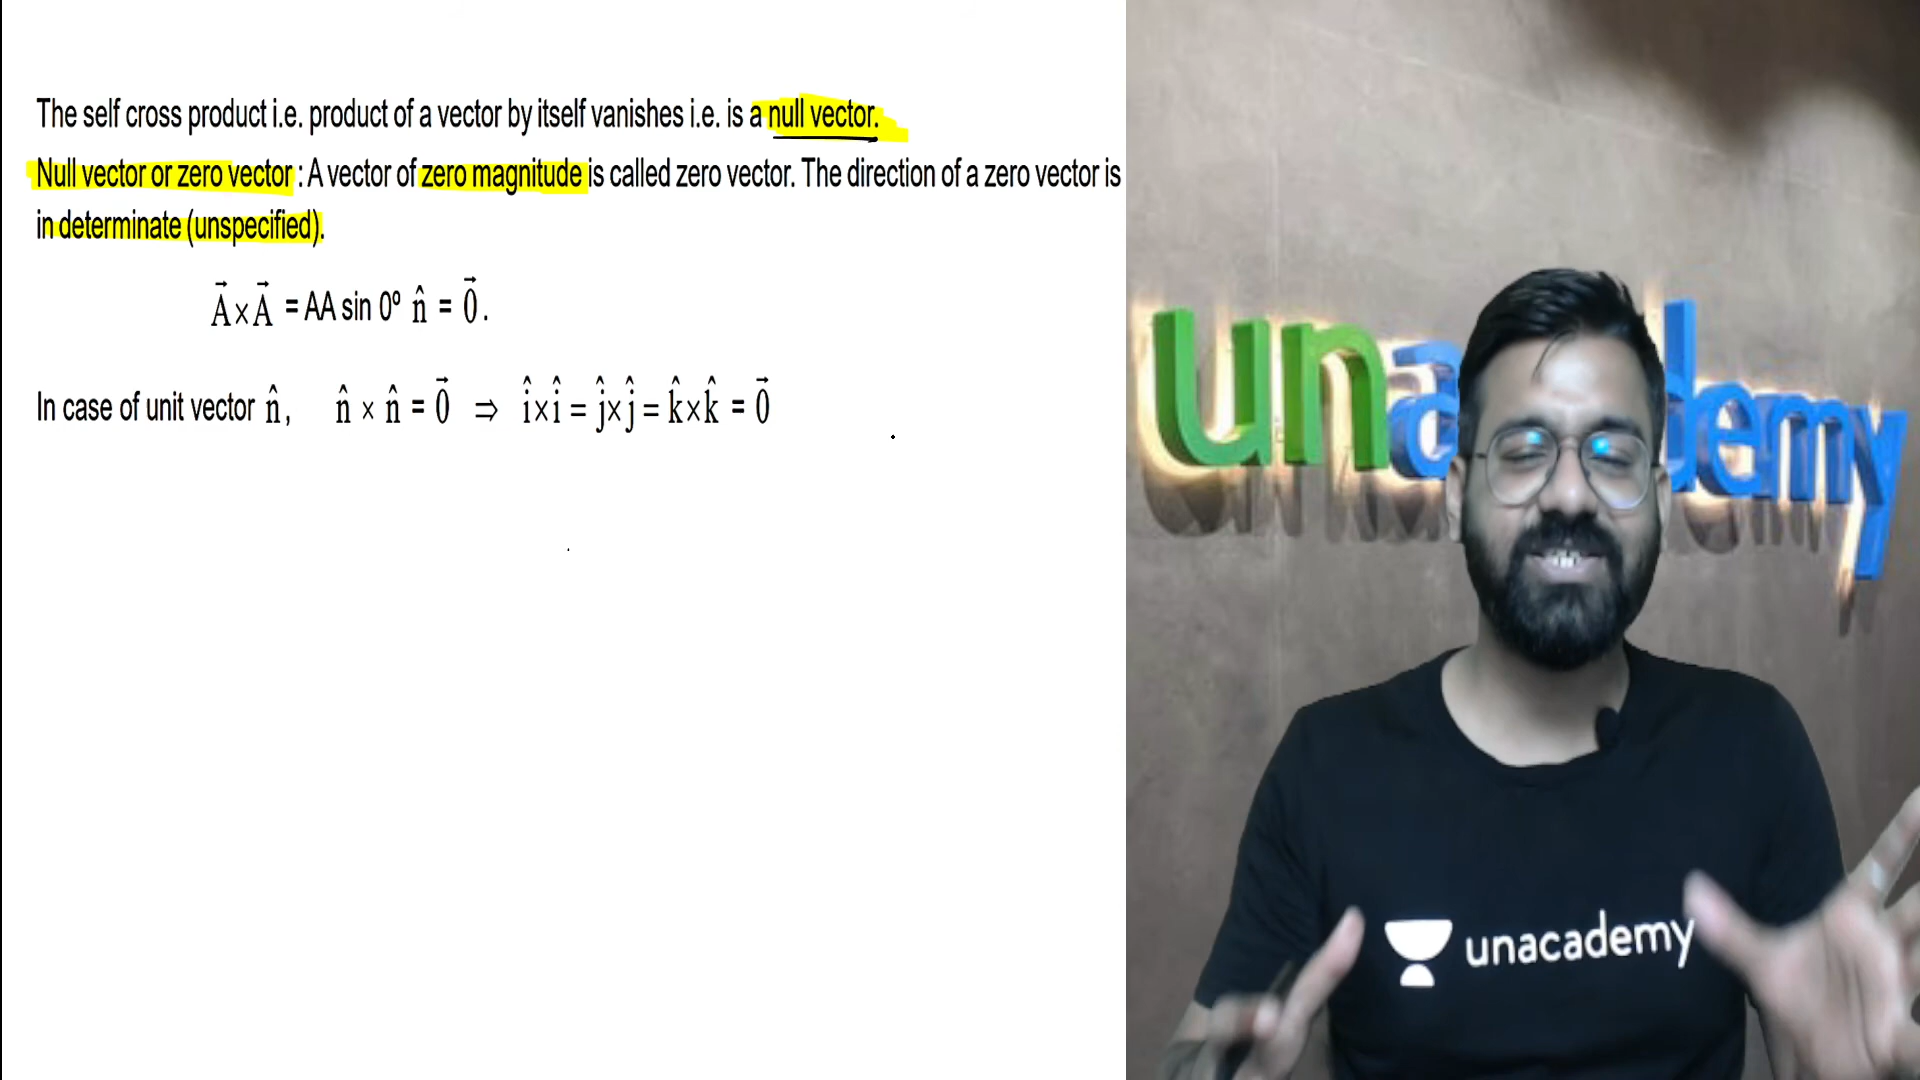 The self cross product i.e. product of a vector by itself vanishes i.e. is a null vector.
Null vector or zero vector : A vector of zero magnitude is called zero vector. The direction of a zero vector is
in determinate (unspecified).
A⃗ × A⃗ = AA sin 0º n̂ = 0⃗ .
In case of unit vector n̂, n̂ × n̂ = 0⃗ ⇒ î × î = ĵ × ĵ = k̂ × k̂ = 0⃗
unademy
unacademy